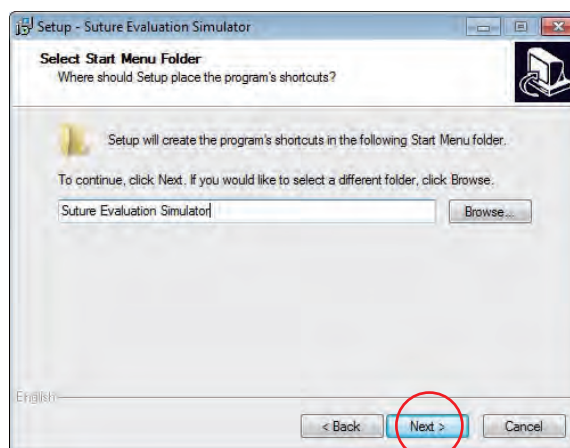 Setup - Suture Evaluation Simulator
Select Start Menu Folder
Where should Setup place the program's shortcuts?
Setup will create the program's shortcuts in the following Start Menu folder.
To continue, click Next. If you would like to select a different folder, click Browse.
Suture Evaluation Simulator
Browse...
English
< Back
Next >
Cancel